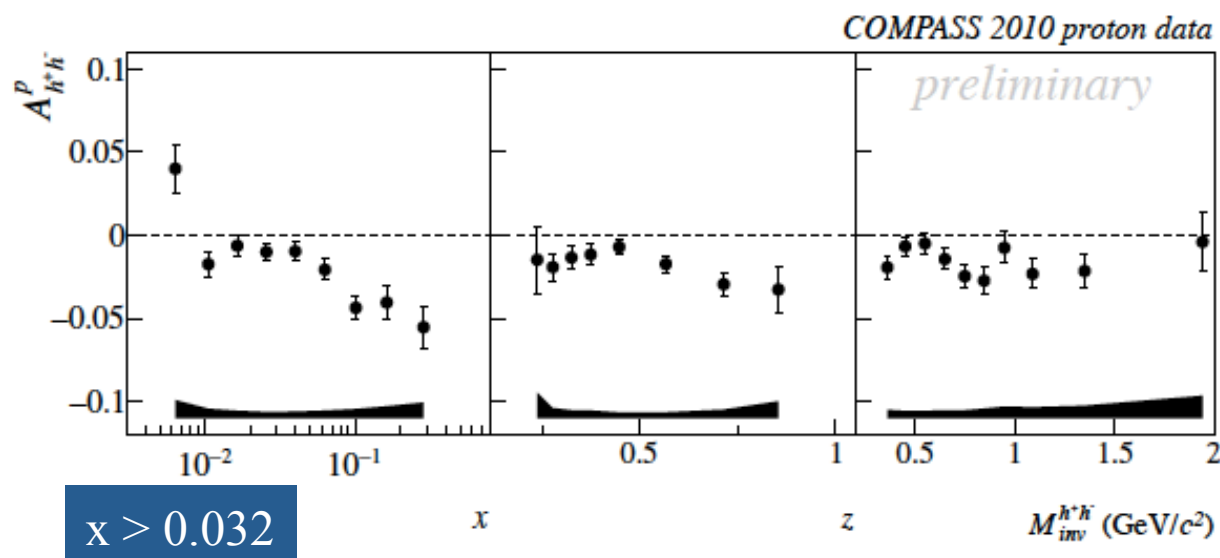 COMPASS 2010 proton data
preliminary
A^p_{h^+h^-}
0.1
0.05
0
−0.05
−0.1
10^{-2} 10^{-1} 0.5 1 0.5 1 1.5 2
x z M_{inv}^{h^+h^-} (GeV/c^2)
x > 0.032